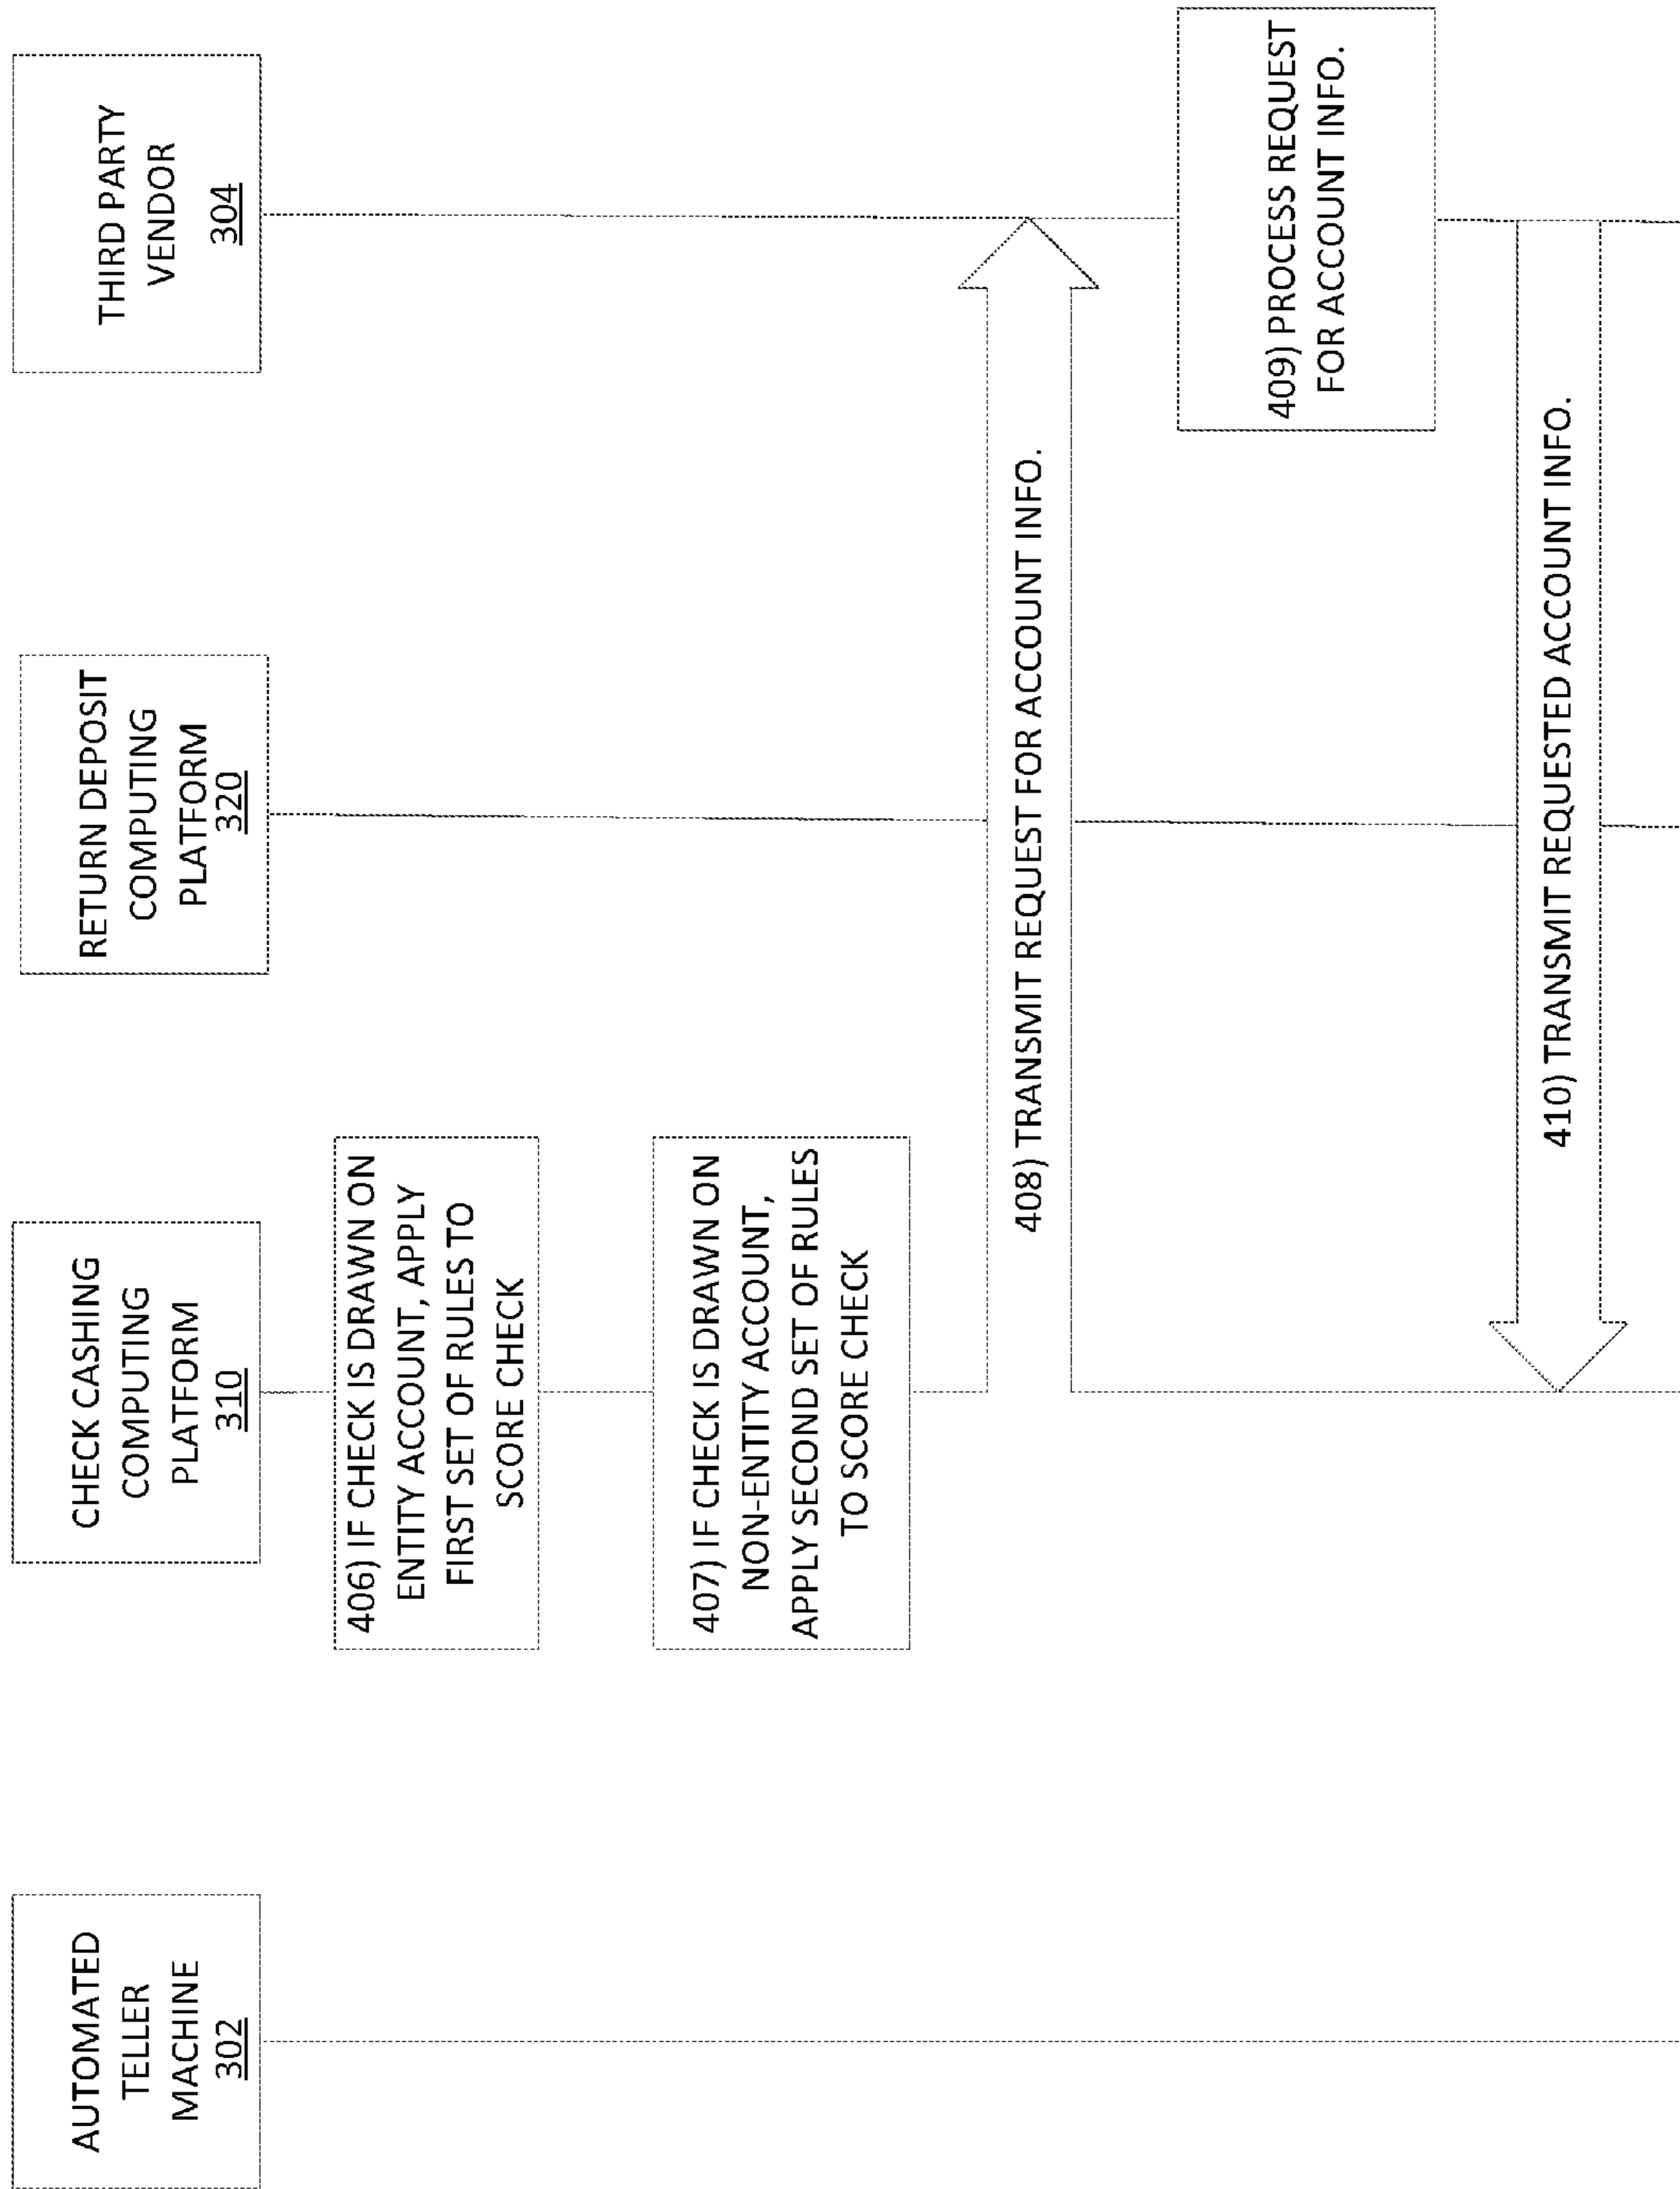 AUTOMATED
TELLER
MACHINE
302
CHECK CASHING
COMPUTING
PLATFORM
310
RETURN DEPOSIT
COMPUTING
PLATFORM
320
THIRD PARTY
VENDOR
304
406) IF CHECK IS DRAWN ON
ENTITY ACCOUNT, APPLY
FIRST SET OF RULES TO
SCORE CHECK
407) IF CHECK IS DRAWN ON
NON-ENTITY ACCOUNT,
APPLY SECOND SET OF RULES
TO SCORE CHECK
408) TRANSMIT REQUEST FOR ACCOUNT INFO.
409) PROCESS REQUEST
FOR ACCOUNT INFO.
410) TRANSMIT REQUESTED ACCOUNT INFO.